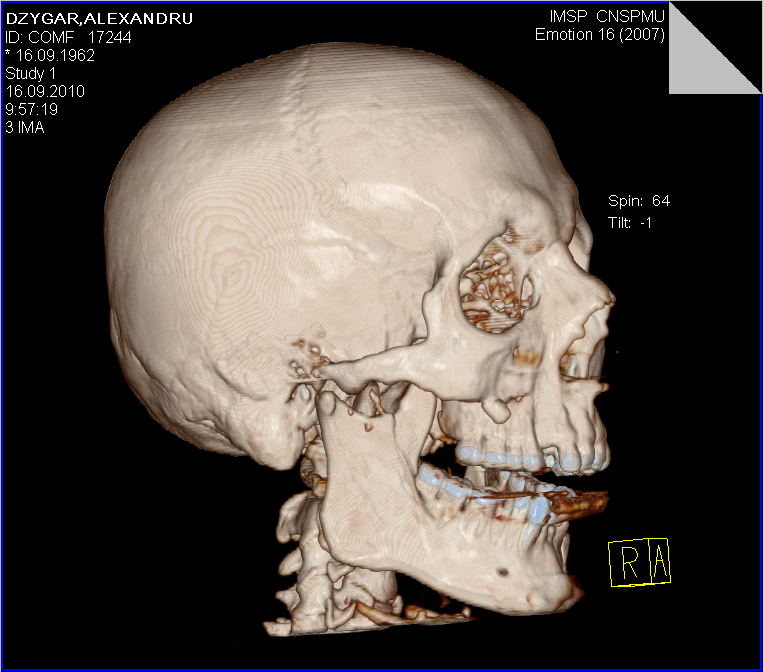 DZYGAR,ALEXANDRU
ID: COMF 17244
* 16.09.1962
Study 1
16.09.2010
9:57:19
3 IMA
IMSP CNSPMU
Emotion 16 (2007)
Spin: 64
Tilt: -1
R A